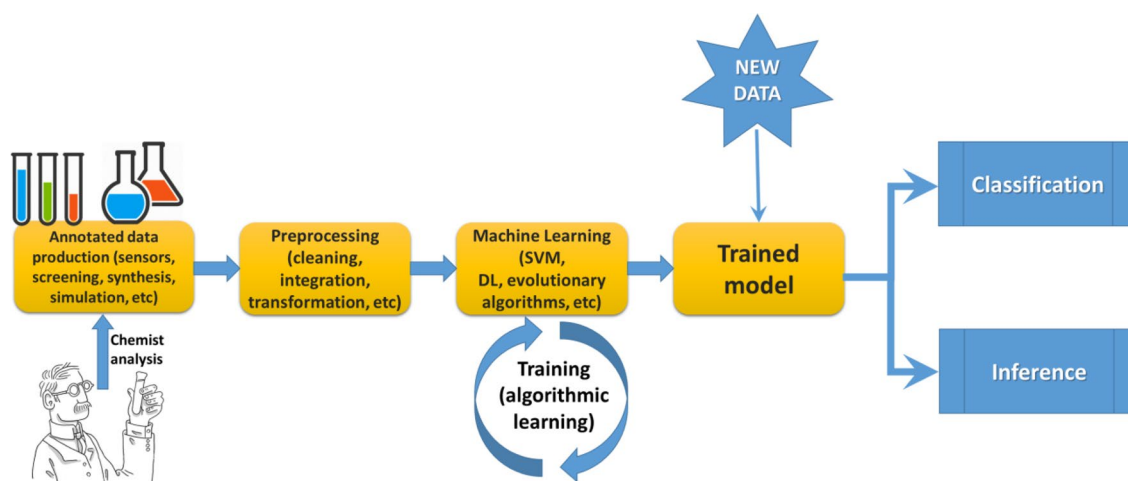 NEW
DATA
Classification
Annotated data
production (sensors,
screening, synthesis,
simulation, etc)
Preprocessing
(cleaning,
integration,
transformation, etc)
Machine Learning
(SVM,
DL, evolutionary
algorithms, etc)
Trained
model
Chemist
analysis
Training
(algorithmic
learning)
Inference